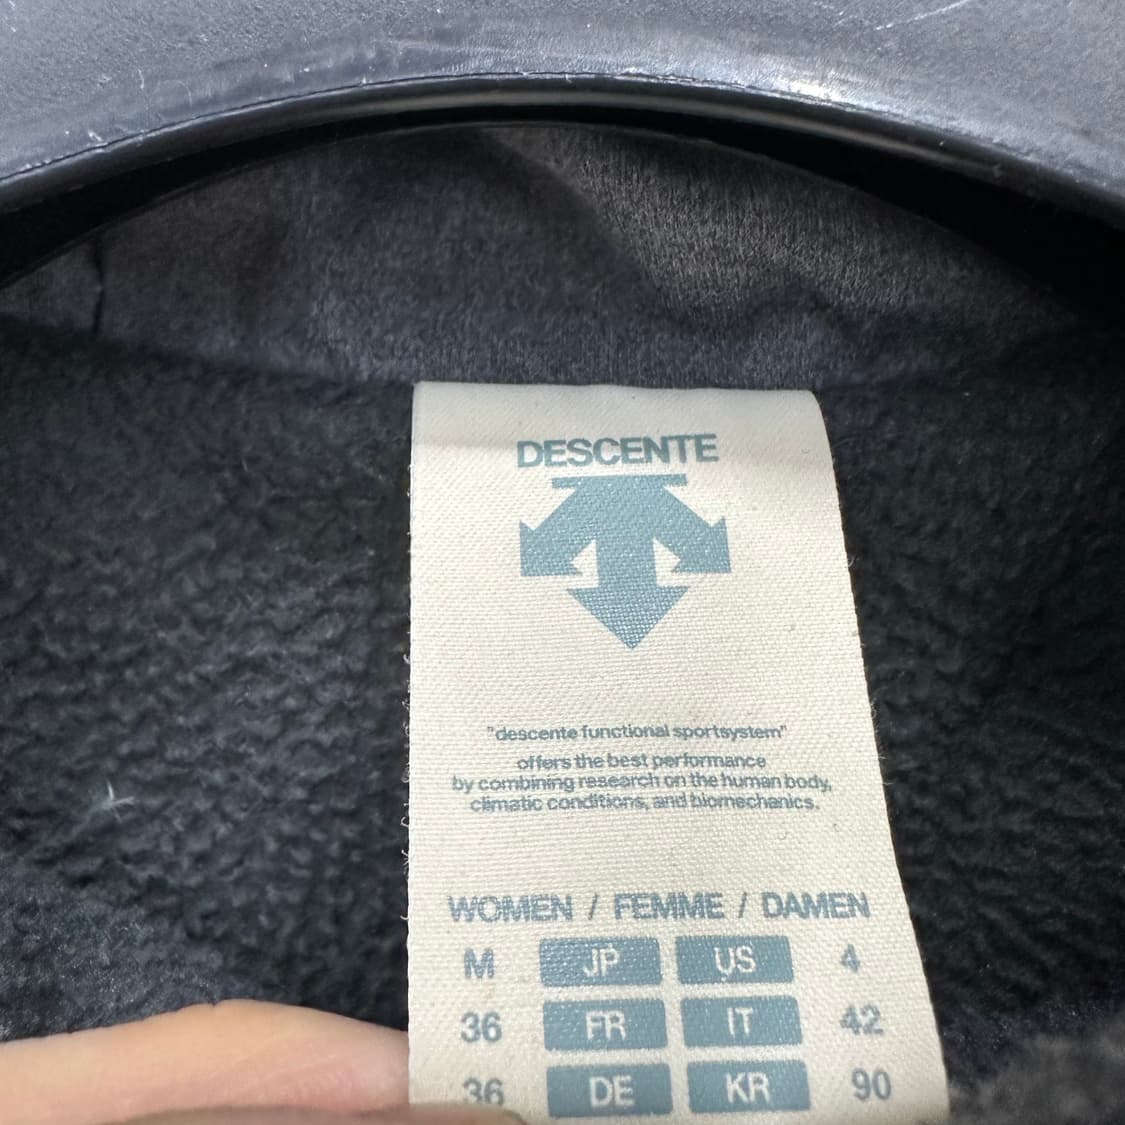 DESCENTE
"descente functional sportsystem"
offers the best performance
by combining research on the human body,
climatic conditions, and biomechanics.
WOMEN / FEMME / DAMEN
M JP US 4
36 FR IT 42
36 DE KR 90